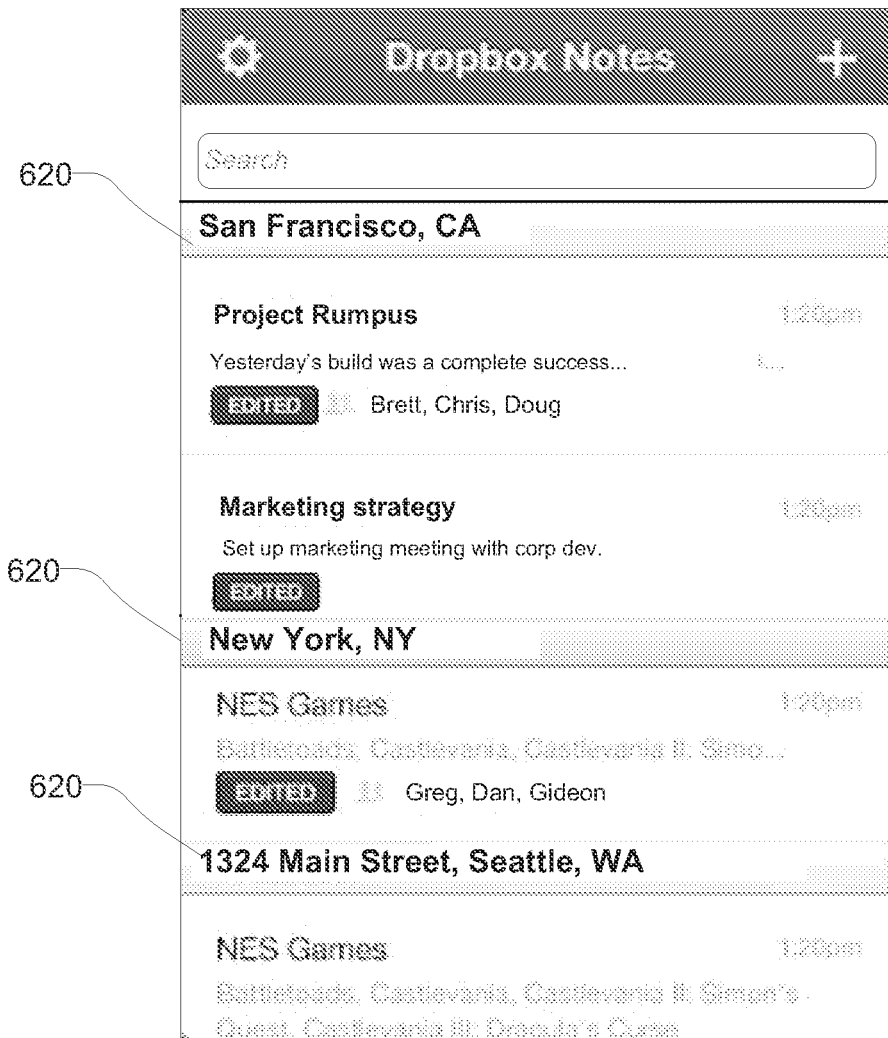 Dropbox Notes
Search
620
San Francisco, CA
Project Rumpus 1:20pm
Yesterday's build was a complete success...
EDITED Brett, Chris, Doug
Marketing strategy 1:20pm
Set up marketing meeting with corp dev.
EDITED
620
New York, NY
NES Games 1:20pm
Battletoads, Castlevania, Castlevania II: Simo...
EDITED Greg, Dan, Gideon
620
1324 Main Street, Seattle, WA
NES Games 1:20pm
Battletoads, Castlevania, Castlevania II: Simon's
Quest, Castlevania III: Dracula's Curse